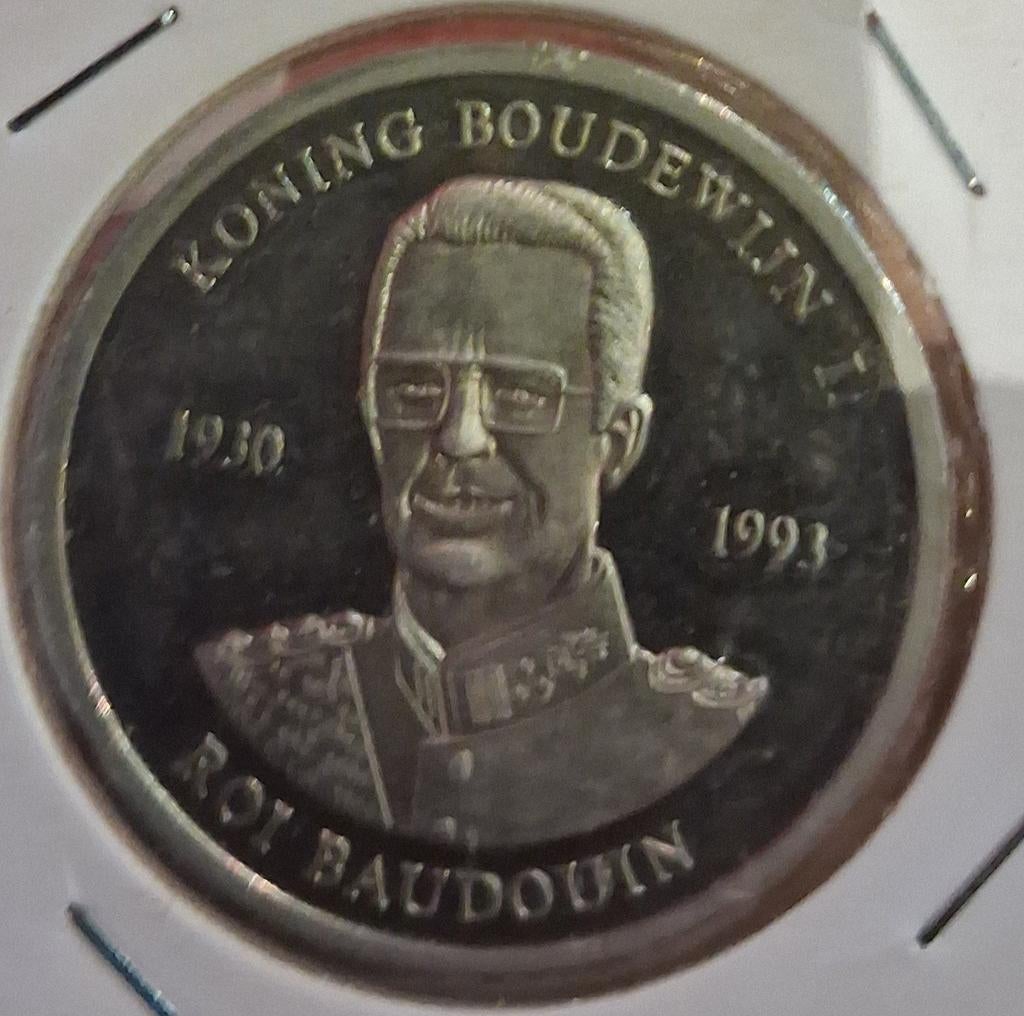 KONING BOUDEWIJN I
1930
1993
ROI BAUDOUIN